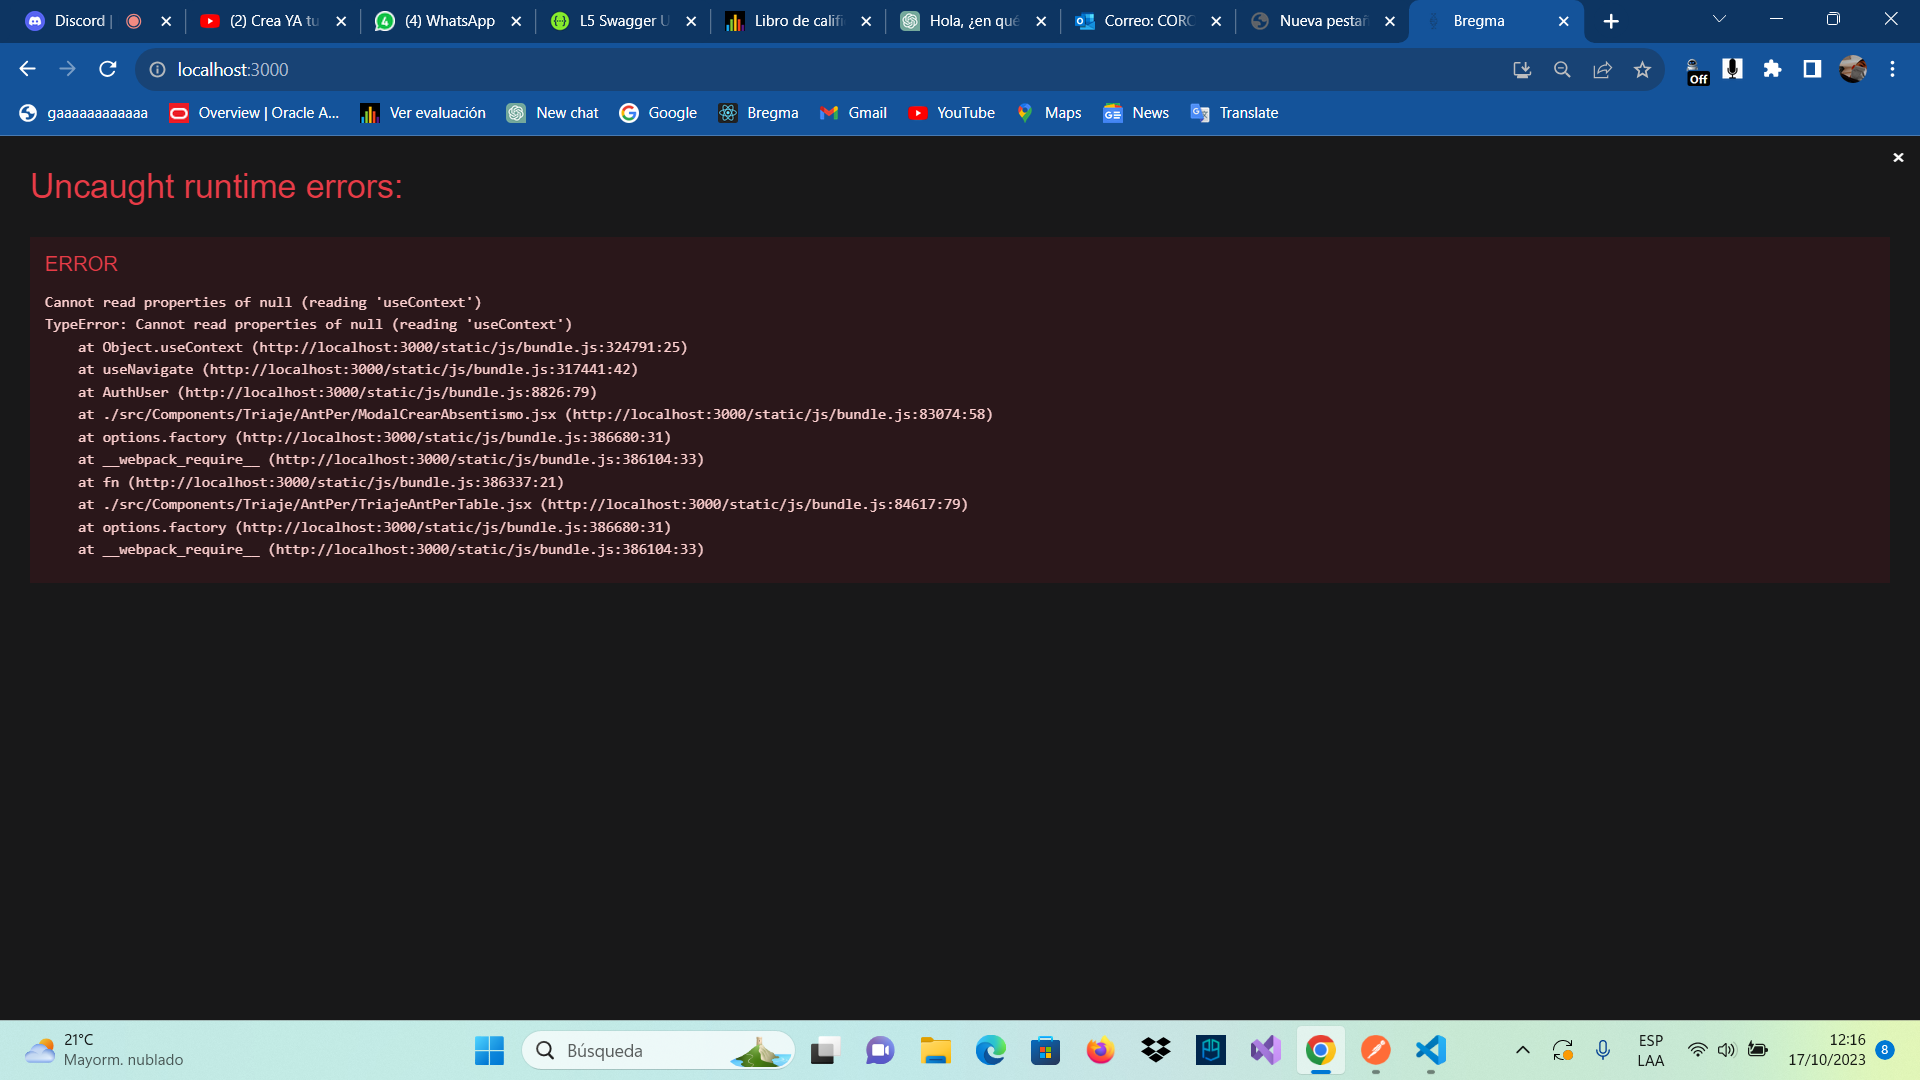 Discord |
(2) Crea YA tu
(4) WhatsApp
L5 Swagger U
Libro de califi
Hola, ¿en qué
Correo: CORO
Nueva pestañ
Bregma
localhost:3000
Off
gaaaaaaaaaaaa
Overview | Oracle A...
Ver evaluación
New chat
Google
Bregma
Gmail
YouTube
Maps
News
Translate
Uncaught runtime errors:
ERROR
Cannot read properties of null (reading 'useContext')
TypeError: Cannot read properties of null (reading 'useContext')
at Object.useContext (http://localhost:3000/static/js/bundle.js:324791:25)
at useNavigate (http://localhost:3000/static/js/bundle.js:317441:42)
at AuthUser (http://localhost:3000/static/js/bundle.js:8826:79)
at ./src/Components/Triaje/AntPer/ModalCrearAbsentismo.jsx (http://localhost:3000/static/js/bundle.js:83074:58)
at options.factory (http://localhost:3000/static/js/bundle.js:386680:31)
at __webpack_require__ (http://localhost:3000/static/js/bundle.js:386104:33)
at fn (http://localhost:3000/static/js/bundle.js:386337:21)
at ./src/Components/Triaje/AntPer/TriajeAntPerTable.jsx (http://localhost:3000/static/js/bundle.js:84617:79)
at options.factory (http://localhost:3000/static/js/bundle.js:386680:31)
at __webpack_require__ (http://localhost:3000/static/js/bundle.js:386104:33)
21°C
Mayorm. nublado
Búsqueda
ESP
LAA
12:16
17/10/2023
8